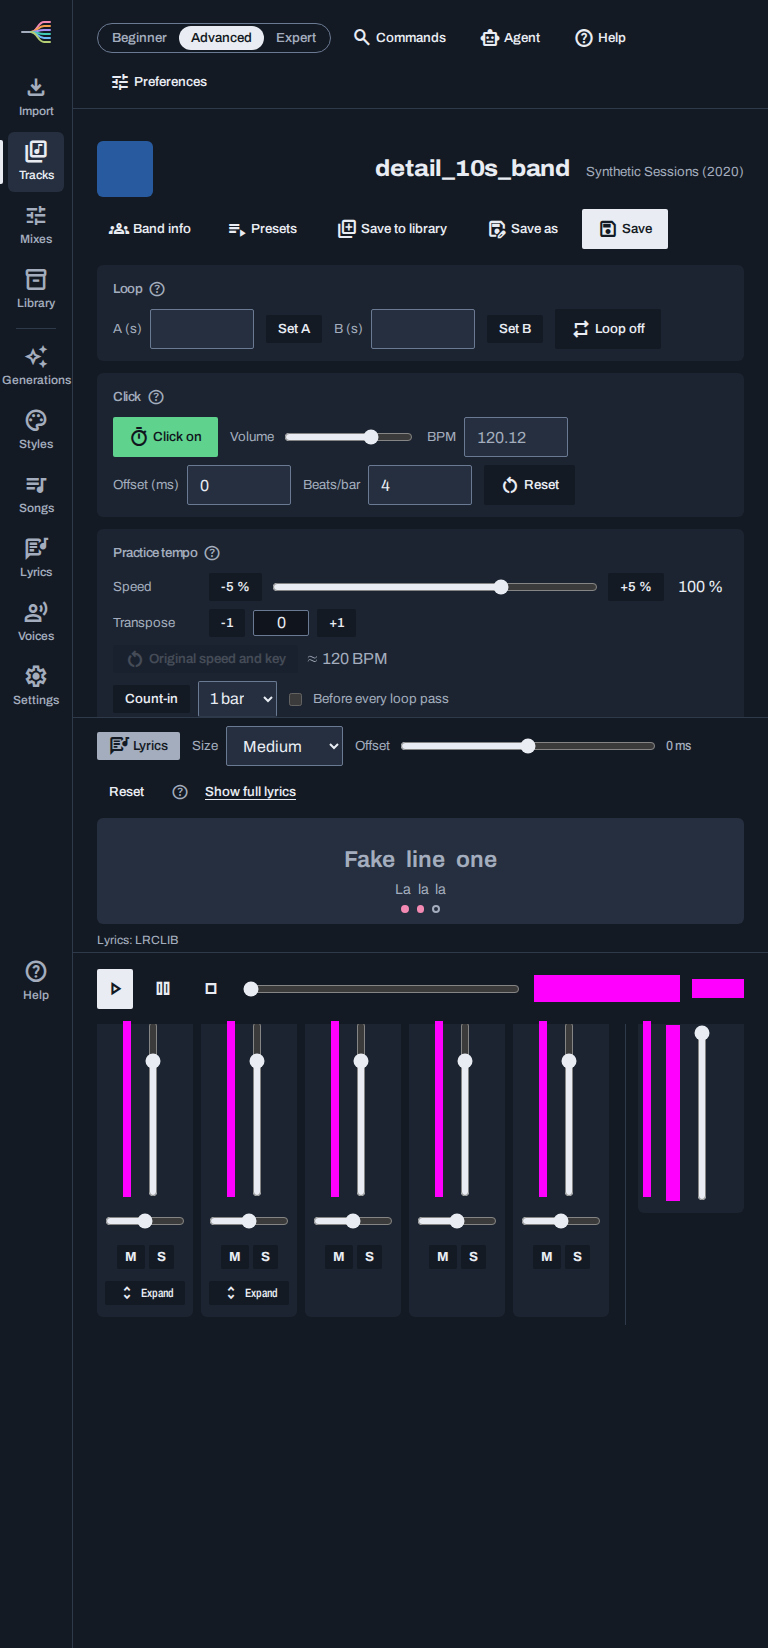 Beginner Advanced Expert Commands Agent Help
Preferences
Import
Tracks
Mixes
Library
Generations
Styles
Songs
Lyrics
Voices
Settings
Help
detail_10s_band Synthetic Sessions (2020)
Band info Presets Save to library Save as Save
Loop
A (s) Set A B (s) Set B Loop off
Click
Click on Volume BPM 120.12
Offset (ms) 0 Beats/bar 4 Reset
Practice tempo
Speed -5 % +5 % 100 %
Transpose -1 0 +1
Original speed and key ≈ 120 BPM
Count-in 1 bar Before every loop pass
Lyrics Size Medium Offset 0 ms
Reset Show full lyrics
Fake line one
La la la
Lyrics: LRCLIB
M S M S M S M S M S
Expand Expand